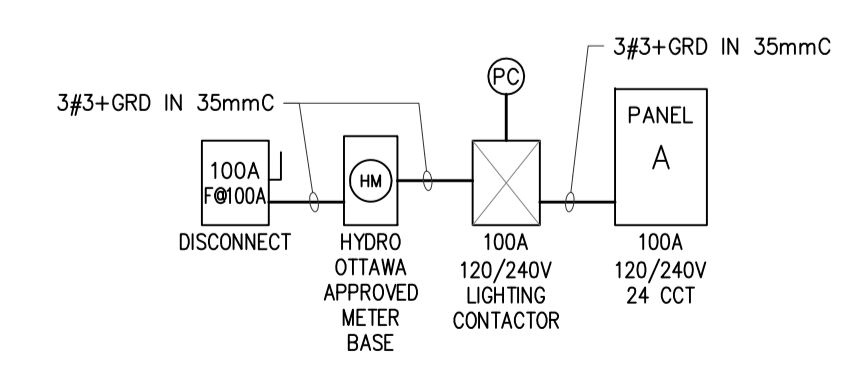 3#3+GRD IN 35mmC
3#3+GRD IN 35mmC
PC
PANEL
A
100A
F@100A
HM
DISCONNECT
HYDRO
OTTAWA
APPROVED
METER
BASE
100A
120/240V
LIGHTING
CONTACTOR
100A
120/240V
24 CCT